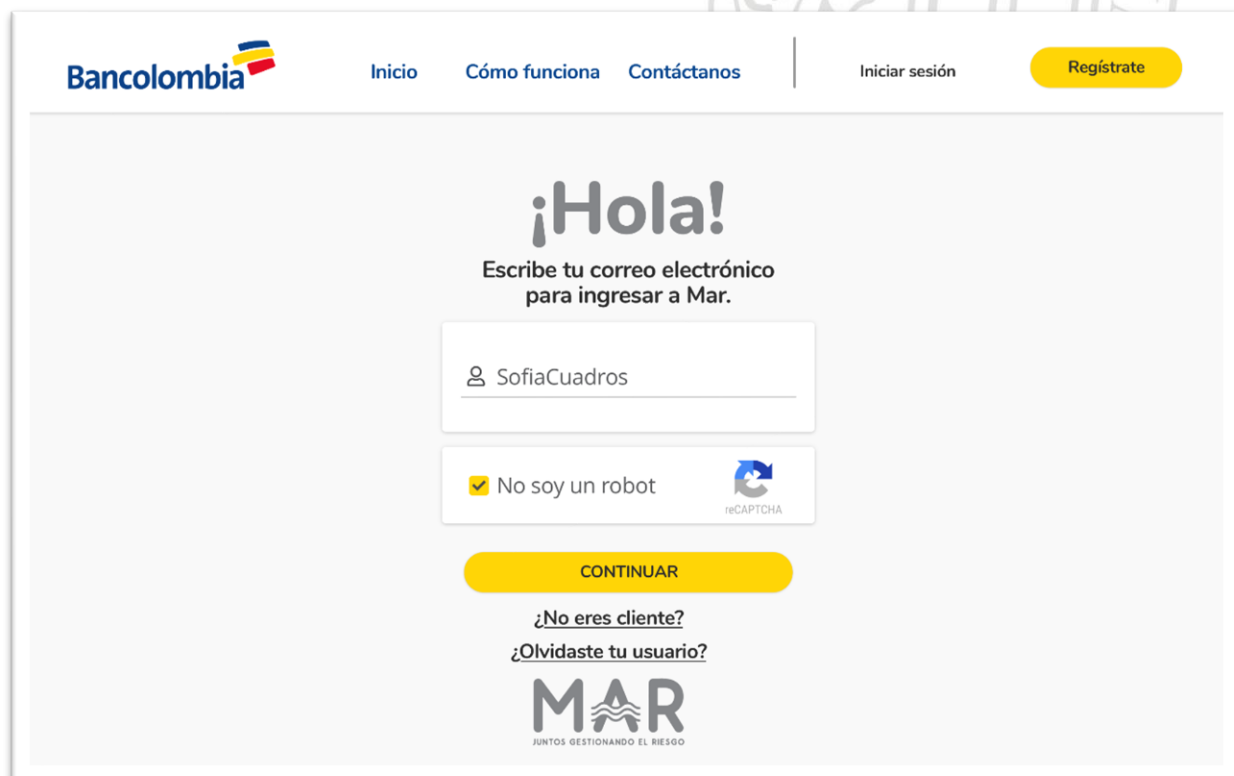 Bancolombia
Inicio Cómo funciona Contáctanos Iniciar sesión Regístrate
¡Hola!
Escribe tu correo electrónico
para ingresar a Mar.
SofiaCuadros
No soy un robot
reCAPTCHA
CONTINUAR
¿No eres cliente?
¿Olvidaste tu usuario?
MAR
JUNTOS GESTIONANDO EL RIESGO